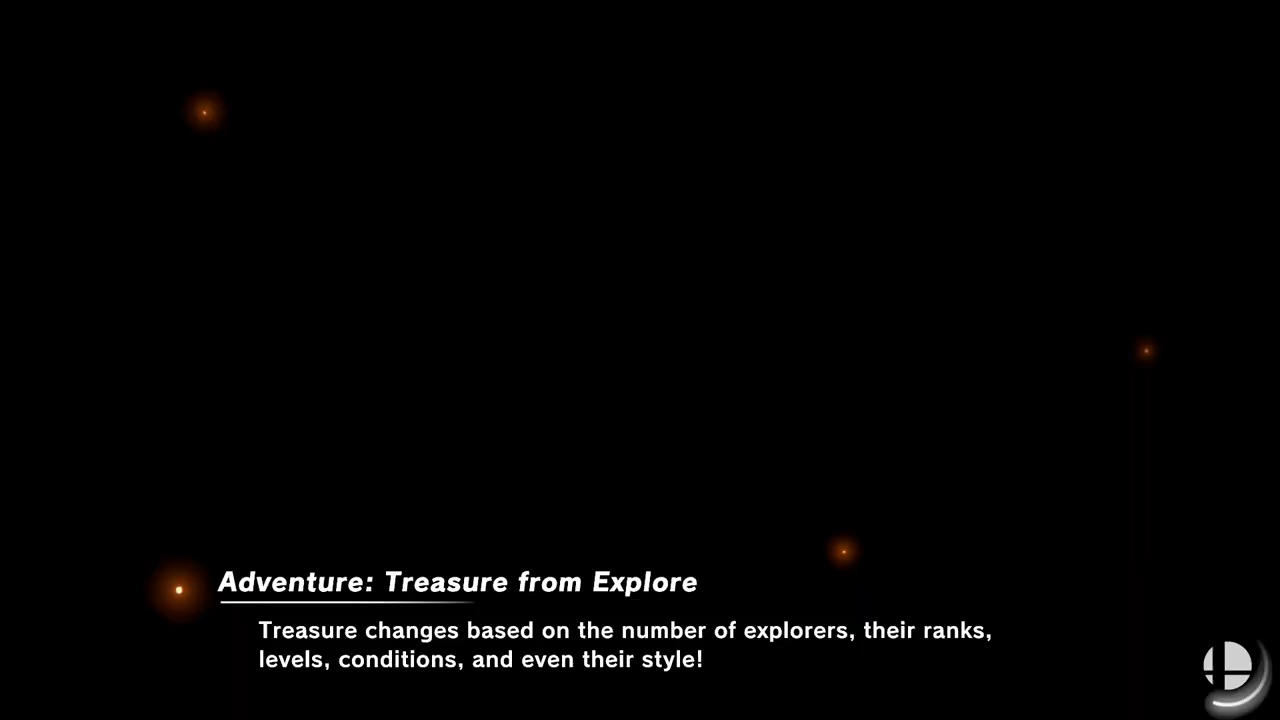 Adventure: Treasure from Explore
Treasure changes based on the number of explorers, their ranks,
levels, conditions, and even their style!